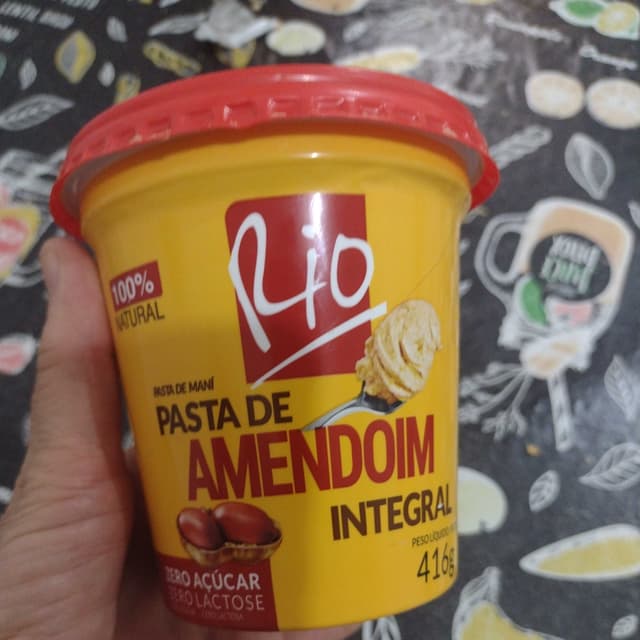 Rio
100%
NATURAL
PASTA DE MANÍ
PASTA DE
AMENDOIM
INTEGRAL
PESO LÍQUIDO
416g
ZERO AÇÚCAR
ZERO LACTOSE